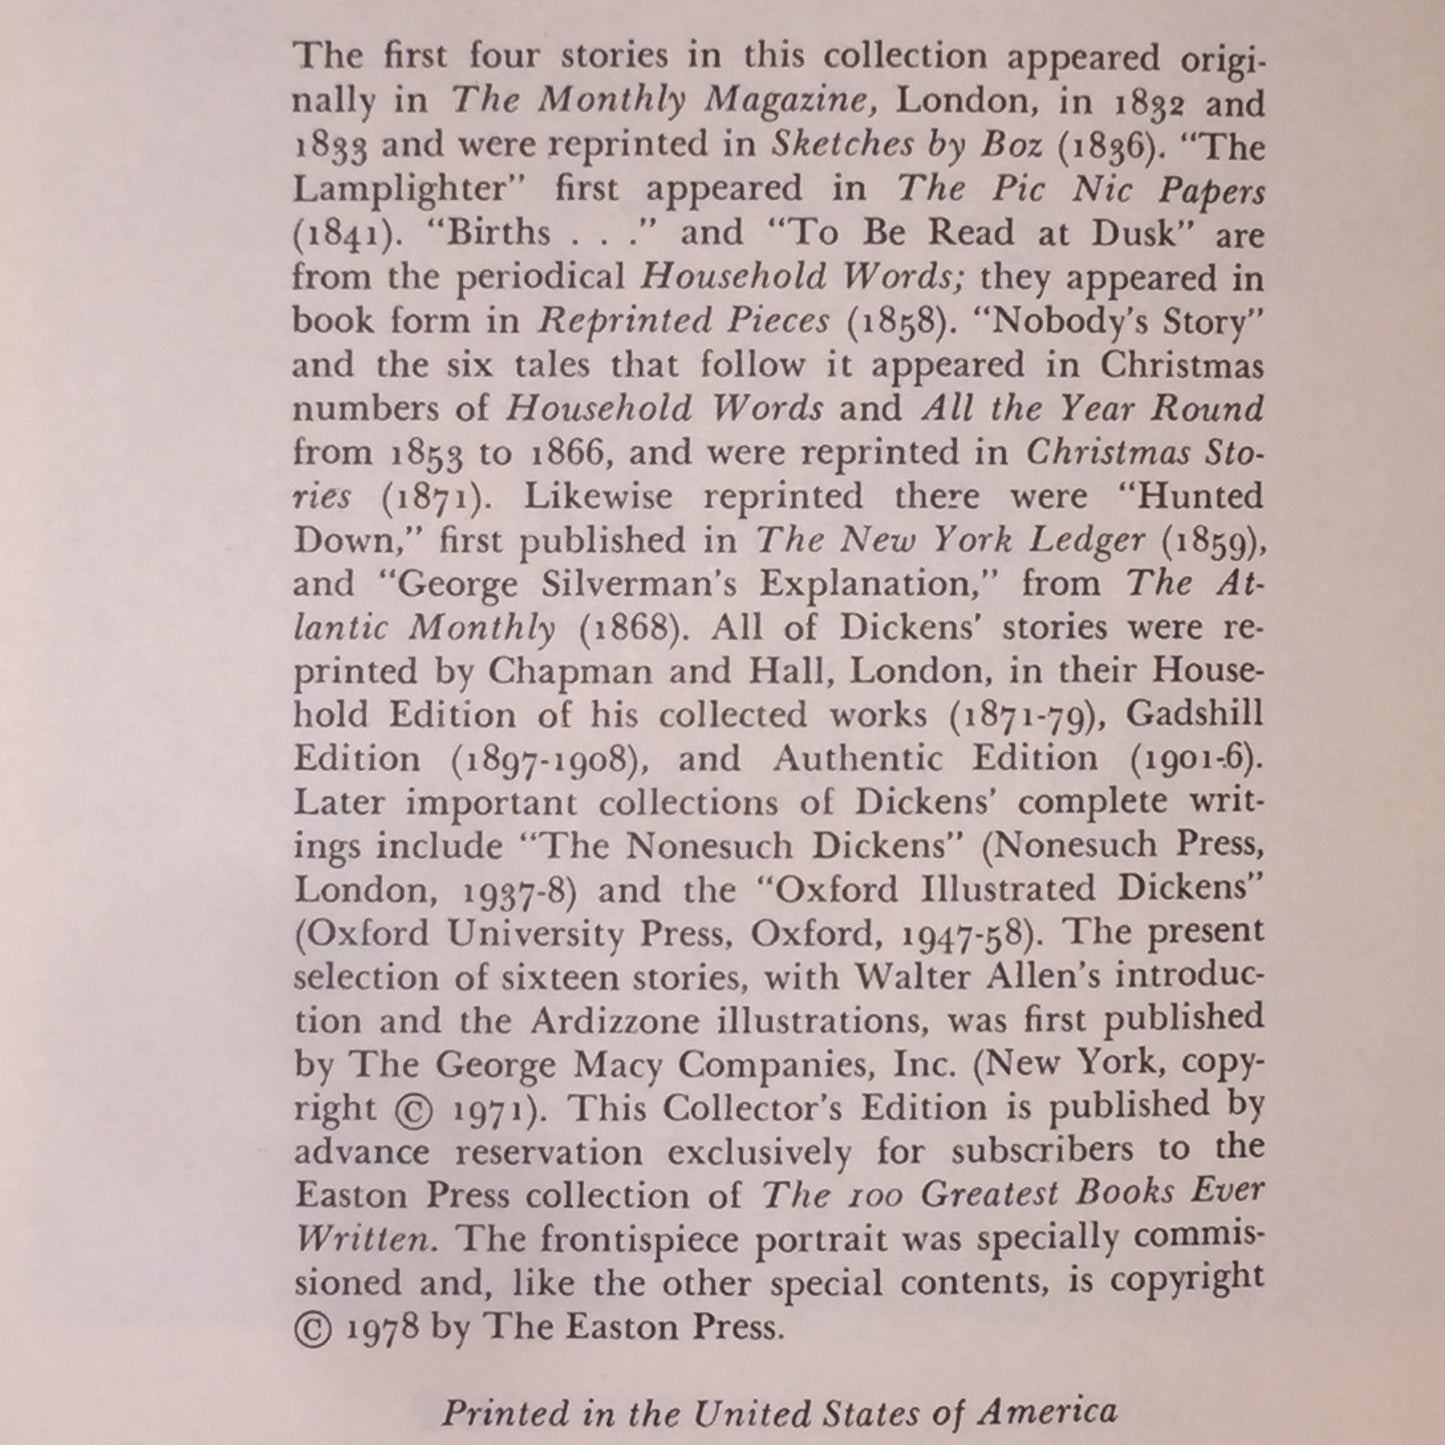 The first four stories in this collection appeared origi-
nally in The Monthly Magazine, London, in 1832 and
1833 and were reprinted in Sketches by Boz (1836). “The
Lamplighter” first appeared in The Pic Nic Papers
(1841). “Births . . .” and “To Be Read at Dusk” are
from the periodical Household Words; they appeared in
book form in Reprinted Pieces (1858). “Nobody’s Story”
and the six tales that follow it appeared in Christmas
numbers of Household Words and All the Year Round
from 1853 to 1866, and were reprinted in Christmas Sto-
ries (1871). Likewise reprinted there were “Hunted
Down,” first published in The New York Ledger (1859),
and “George Silverman’s Explanation,” from The At-
lantic Monthly (1868). All of Dickens’ stories were re-
printed by Chapman and Hall, London, in their House-
hold Edition of his collected works (1871-79), Gadshill
Edition (1897-1908), and Authentic Edition (1901-6).
Later important collections of Dickens’ complete writ-
ings include “The Nonesuch Dickens” (Nonesuch Press,
London, 1937-8) and the “Oxford Illustrated Dickens”
(Oxford University Press, Oxford, 1947-58). The present
selection of sixteen stories, with Walter Allen’s introduc-
tion and the Ardizzone illustrations, was first published
by The George Macy Companies, Inc. (New York, copy-
right © 1971). This Collector’s Edition is published by
advance reservation exclusively for subscribers to the
Easton Press collection of The 100 Greatest Books Ever
Written. The frontispiece portrait was specially commis-
sioned and, like the other special contents, is copyright
© 1978 by The Easton Press.
Printed in the United States of America